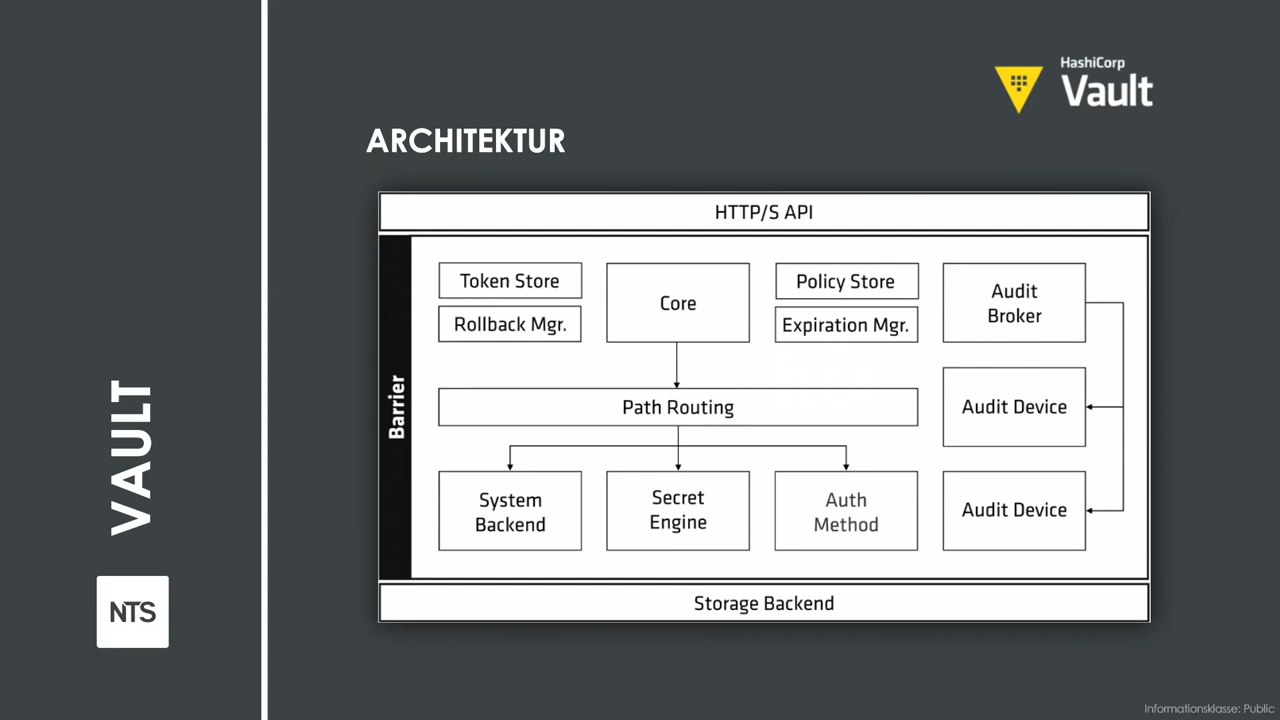 HashiCorp
Vault
ARCHITEKTUR
HTTP/S API
Barrier
Token Store
Rollback Mgr.
Core
Policy Store
Expiration Mgr.
Audit
Broker
Path Routing
Audit Device
System
Backend
Secret
Engine
Auth
Method
Audit Device
Storage Backend
VAULT
NTS
Informationsklasse: Public